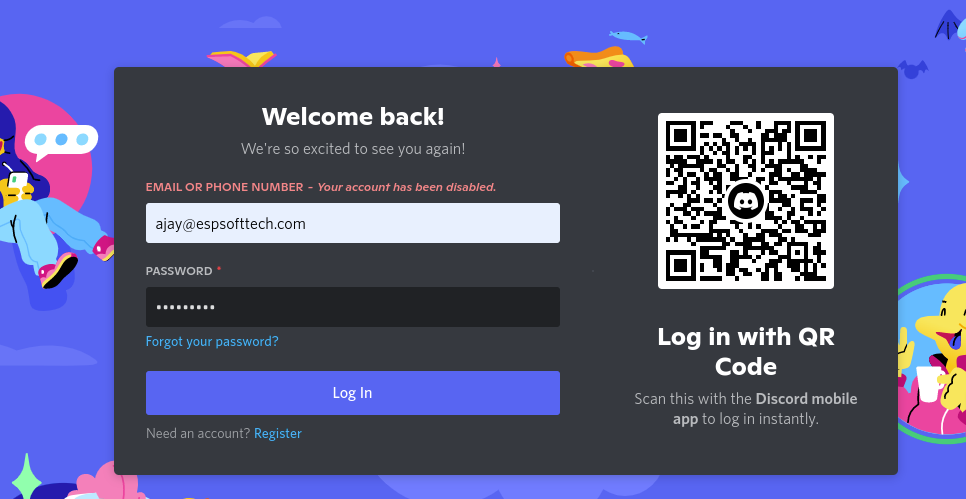 Welcome back!
We're so excited to see you again!
EMAIL OR PHONE NUMBER - Your account has been disabled.
ajay@espsofttech.com
PASSWORD *
•••••••••
Forgot your password?
Log In
Need an account? Register
Log in with QR
Code
Scan this with the Discord mobile
app to log in instantly.